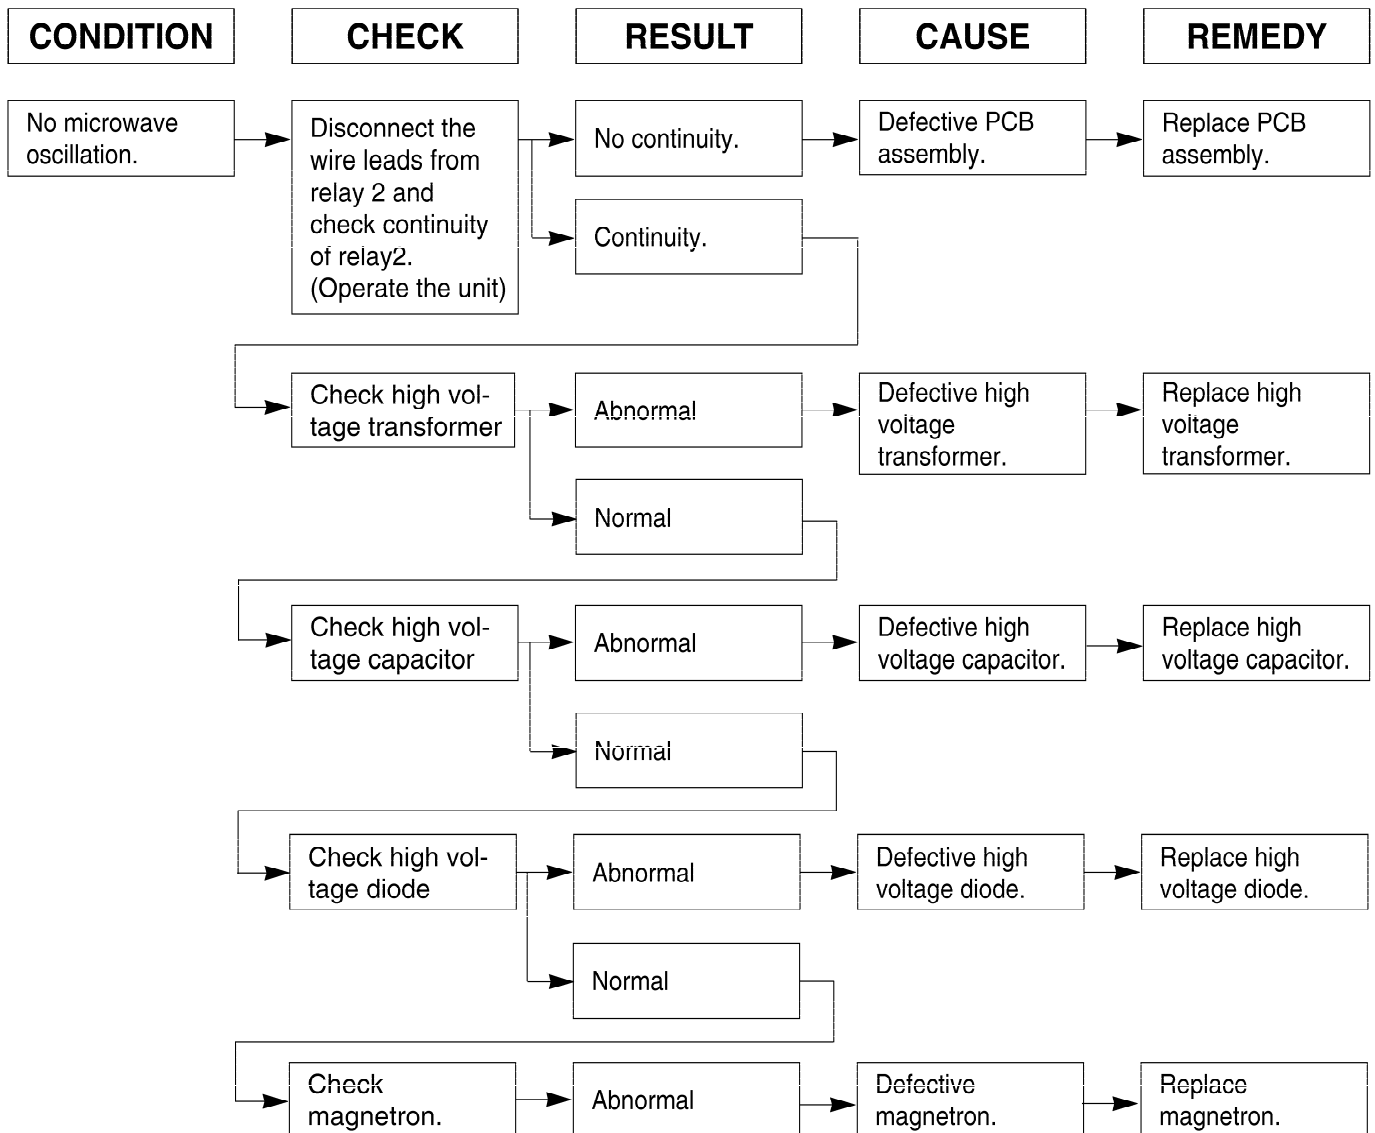 CONDITION
CHECK
RESULT
CAUSE
REMEDY
No microwave
oscillation.
Disconnect the
wire leads from
relay 2 and
check continuity
of relay2.
(Operate the unit)
No continuity.
Defective PCB
assembly.
Replace PCB
assembly.
Continuity.
Check high vol-
tage transformer
Abnormal
Defective high
voltage
transformer.
Replace high
voltage
transformer.
Normal
Check high vol-
tage capacitor
Abnormal
Defective high
voltage capacitor.
Replace high
voltage capacitor.
Normal
Check high vol-
tage diode
Abnormal
Defective high
voltage diode.
Replace high
voltage diode.
Normal
Check
magnetron.
Abnormal
Defective
magnetron.
Replace
magnetron.